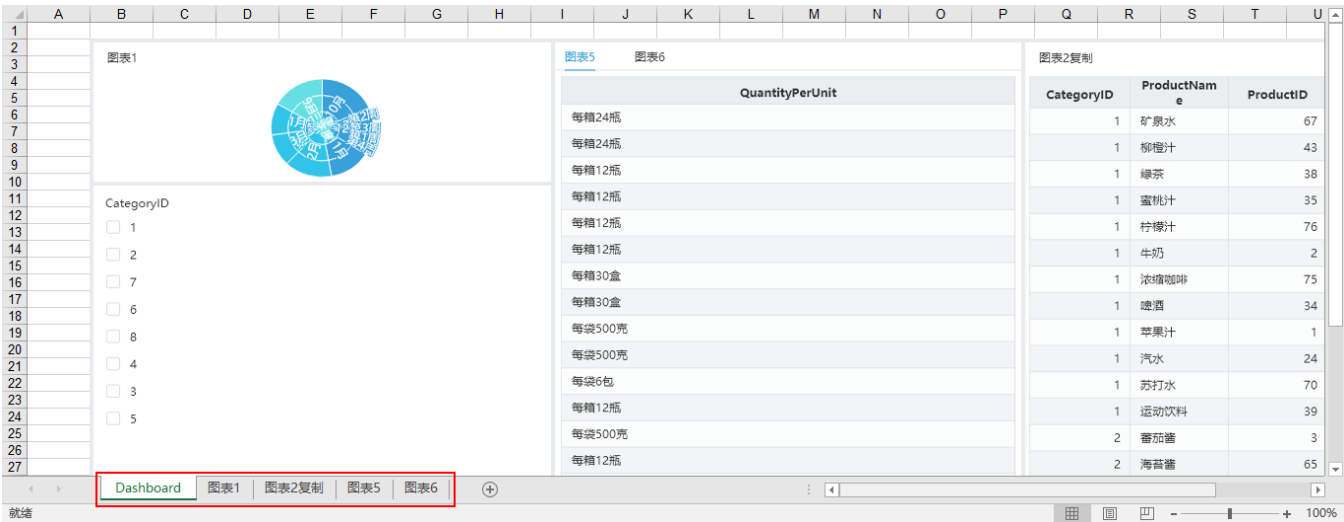 A B C D E F G H I J K L M N O P Q R S T U
1
2
3
4
5
6
7
8
9
10
11
12
13
14
15
16
17
18
19
20
21
22
23
24
25
26
27
图表1
10月
11月
2月
CategoryID
1
2
7
6
8
4
3
5
图表5 图表6
QuantityPerUnit
每箱24瓶
每箱24瓶
每箱12瓶
每箱12瓶
每箱12瓶
每箱12瓶
每箱30盒
每箱30盒
每袋500克
每袋500克
每袋6包
每箱12瓶
每袋500克
每箱12瓶
图表2复制
CategoryID ProductNam ProductID
e
1 矿泉水 67
1 柳橙汁 43
1 绿茶 38
1 蜜桃汁 35
1 柠檬汁 76
1 牛奶 2
1 浓缩咖啡 75
1 啤酒 34
1 苹果汁 1
1 汽水 24
1 苏打水 70
1 运动饮料 39
2 蕃茄酱 3
2 海苔酱 65
Dashboard 图表1 图表2复制 图表5 图表6
就绪 100%